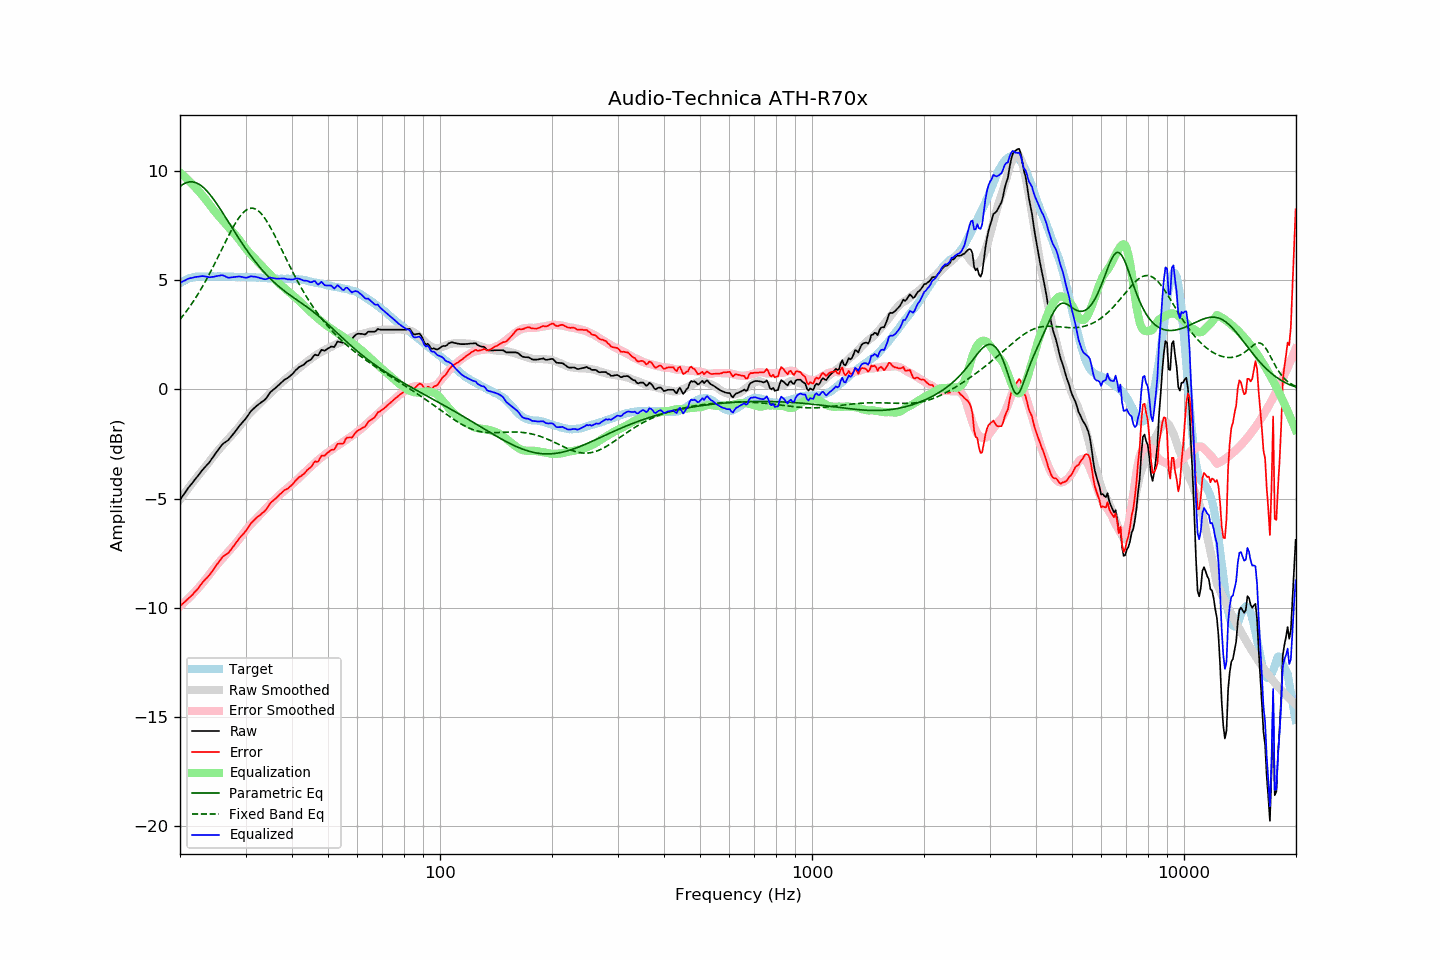 Audio-Technica ATH-R70x
10
5
0
−5
−10
−15
−20
Amplitude (dBr)
Target
Raw Smoothed
Error Smoothed
Raw
Error
Equalization
Parametric Eq
Fixed Band Eq
Equalized
100
1000
10000
Frequency (Hz)